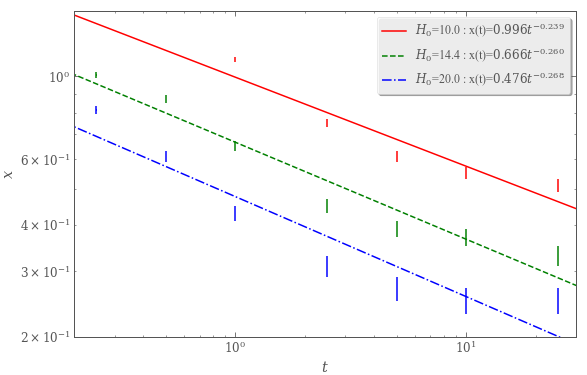 H₀=10.0 : x(t)=0.996t^{-0.239}
H₀=14.4 : x(t)=0.666t^{-0.260}
H₀=20.0 : x(t)=0.476t^{-0.268}
10⁰
6 × 10⁻¹
4 × 10⁻¹
3 × 10⁻¹
2 × 10⁻¹
x
10⁰ 10¹
t